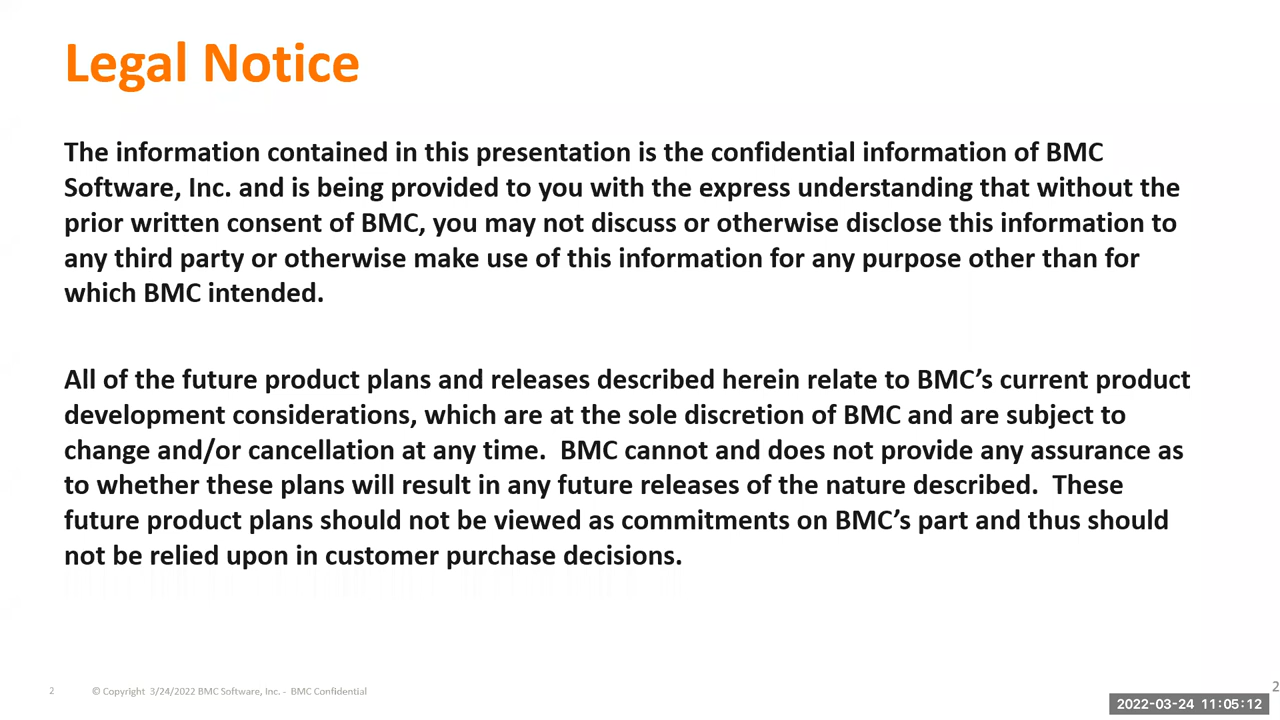 Legal Notice
The information contained in this presentation is the confidential information of BMC
Software, Inc. and is being provided to you with the express understanding that without the
prior written consent of BMC, you may not discuss or otherwise disclose this information to
any third party or otherwise make use of this information for any purpose other than for
which BMC intended.
All of the future product plans and releases described herein relate to BMC’s current product
development considerations, which are at the sole discretion of BMC and are subject to
change and/or cancellation at any time.  BMC cannot and does not provide any assurance as
to whether these plans will result in any future releases of the nature described.  These
future product plans should not be viewed as commitments on BMC’s part and thus should
not be relied upon in customer purchase decisions.
2 © Copyright 3/24/2022 BMC Software, Inc. - BMC Confidential
2
2022-03-24 11:05:12